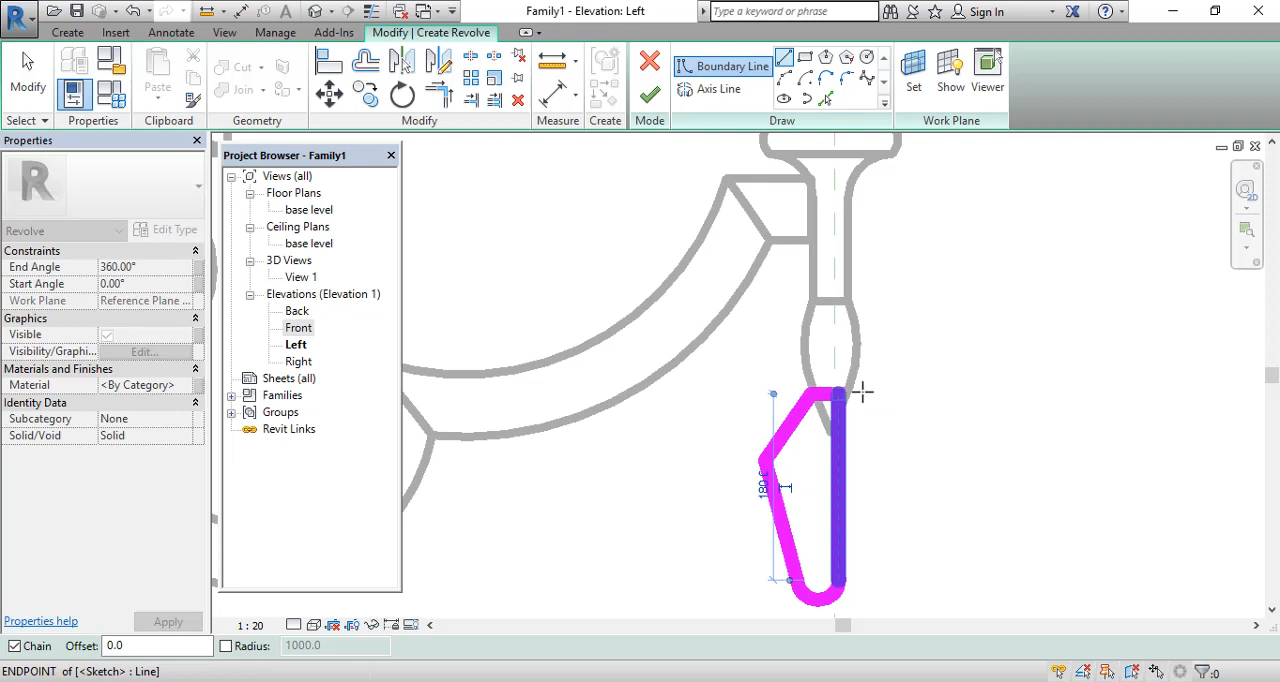 Family1 - Elevation: Left
Type a keyword or phrase
Sign In
Create Insert Annotate View Manage Add-Ins Modify | Create Revolve
Modify
Paste
Cut
Join
Boundary Line
Axis Line
Set
Show
Viewer
Select
Properties
Clipboard
Geometry
Modify
Measure
Create
Mode
Draw
Work Plane
Properties
Revolve
Edit Type
Constraints
End Angle 360.00°
Start Angle 0.00°
Work Plane Reference Plane ...
Graphics
Visible
Visibility/Graphi... Edit...
Materials and Finishes
Material <By Category>
Identity Data
Subcategory None
Solid/Void Solid
Properties help
Apply
Project Browser - Family1
Views (all)
Floor Plans
base level
Ceiling Plans
base level
3D Views
View 1
Elevations (Elevation 1)
Back
Front
Left
Right
Sheets (all)
Families
Groups
Revit Links
2D
1 : 20
Chain Offset: 0.0 Radius: 1000.0
ENDPOINT of [<Sketch> : Line]
:0